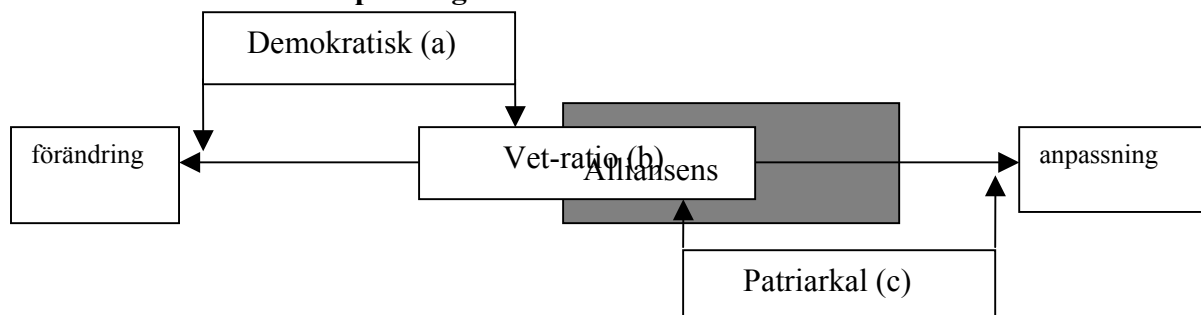 Demokratisk (a)
förändring
Vet-ratio (b)
Alliansens
anpassning
Patriarkal (c)